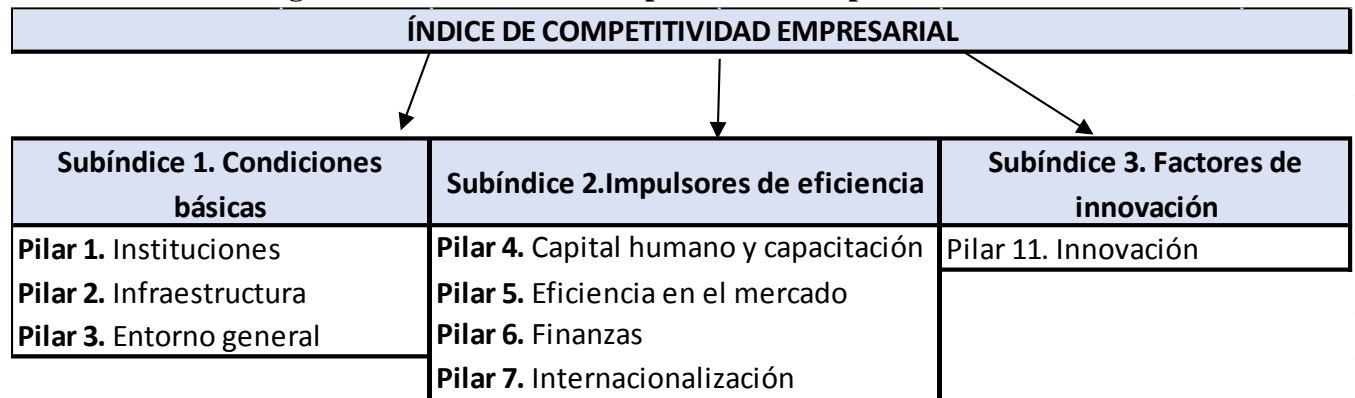 ÍNDICE DE COMPETITIVIDAD EMPRESARIAL
Subíndice 1. Condiciones
básicas
Subíndice 2.Impulsores de eficiencia
Subíndice 3. Factores de
innovación
Pilar 1. Instituciones
Pilar 2. Infraestructura
Pilar 3. Entorno general
Pilar 4. Capital humano y capacitación
Pilar 5. Eficiencia en el mercado
Pilar 6. Finanzas
Pilar 7. Internacionalización
Pilar 11. Innovación